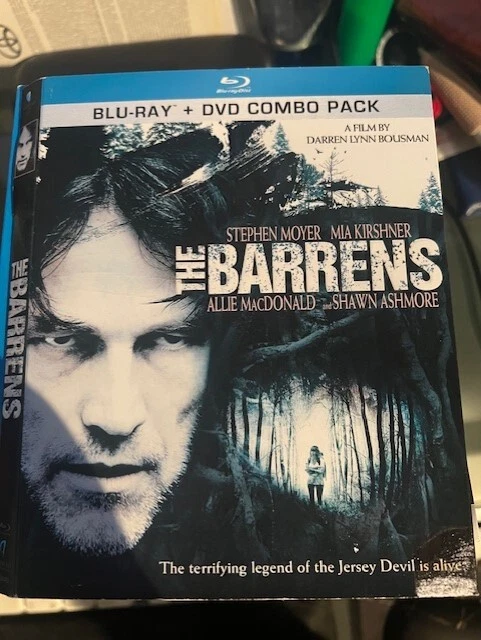 Blu-ray Disc
BLU-RAY™ + DVD COMBO PACK
A FILM BY
DARREN LYNN BOUSMAN
STEPHEN MOYER MIA KIRSHNER
THE BARRENS
ALLIE MACDONALD and SHAWN ASHMORE
The terrifying legend of the Jersey Devil is alive
THE BARRENS